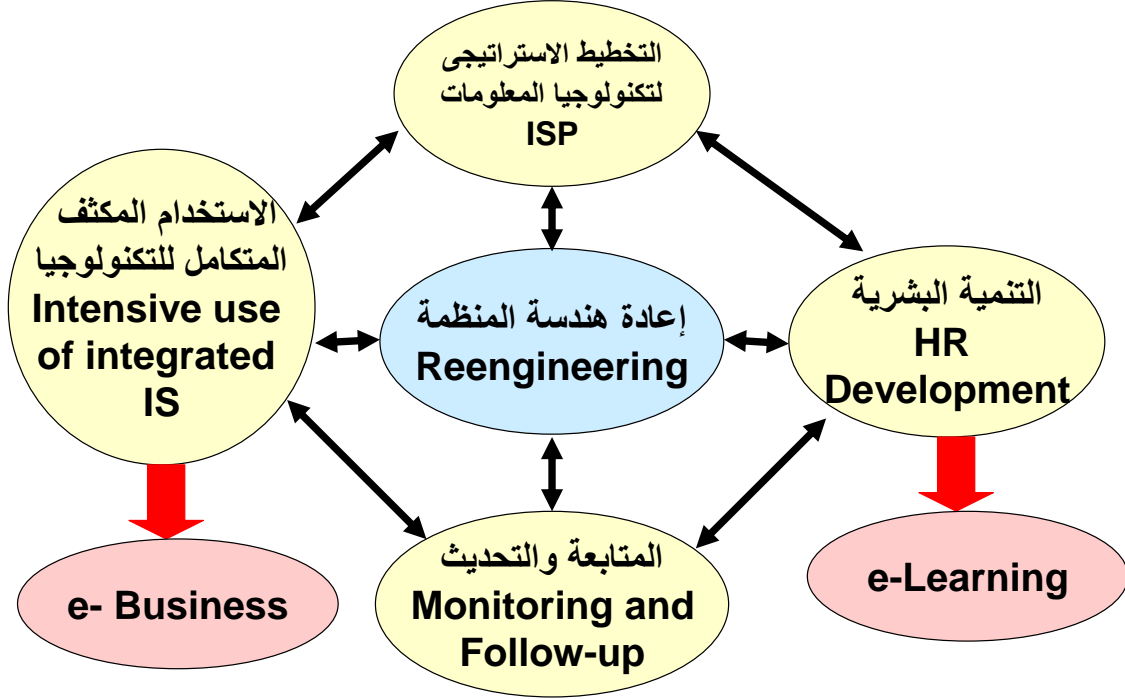 التخطيط الاستراتيجى
لتكنولوجيا المعلومات
ISP
الاستخدام المكثف
المتكامل للتكنولوجيا
Intensive use
of integrated
IS
إعادة هندسة المنظمة
Reengineering
التنمية البشرية
HR
Development
المتابعة والتحديث
Monitoring and
Follow-up
e- Business
e-Learning